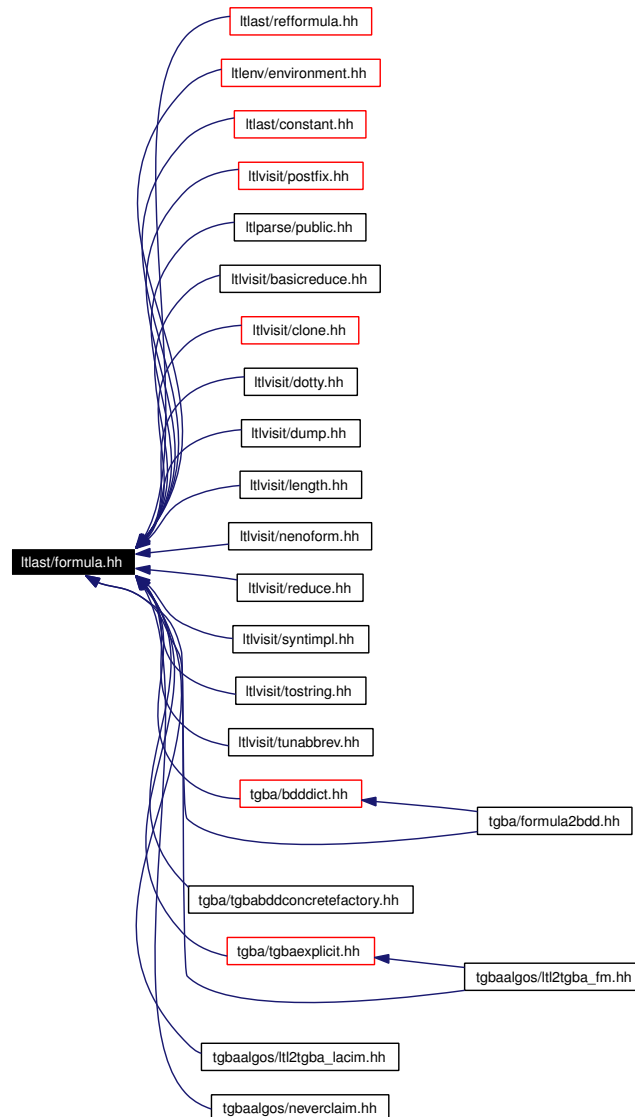 ltlast/refformula.hh
ltlenv/environment.hh
ltlast/constant.hh
ltlvisit/postfix.hh
ltlparse/public.hh
ltlvisit/basicreduce.hh
ltlvisit/clone.hh
ltlvisit/dotty.hh
ltlvisit/dump.hh
ltlvisit/length.hh
ltlvisit/nenoform.hh
ltlast/formula.hh
ltlvisit/reduce.hh
ltlvisit/syntimpl.hh
ltlvisit/tostring.hh
ltlvisit/tunabbrev.hh
tgba/bdddict.hh
tgba/formula2bdd.hh
tgba/tgbabddconcretefactory.hh
tgba/tgbaexplicit.hh
tgbaalgos/ltl2tgba_fm.hh
tgbaalgos/ltl2tgba_lacim.hh
tgbaalgos/neverclaim.hh